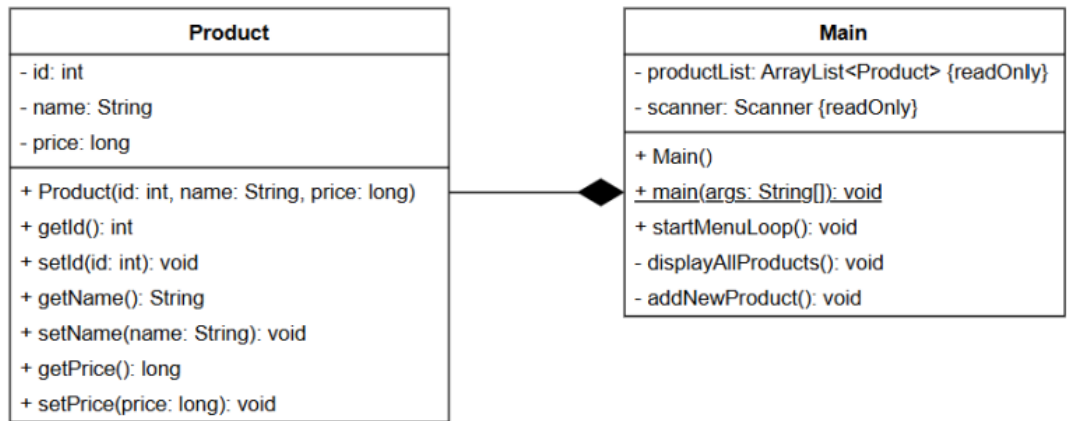 Product
- id: int
- name: String
- price: long
+ Product(id: int, name: String, price: long)
+ getId(): int
+ setId(id: int): void
+ getName(): String
+ setName(name: String): void
+ getPrice(): long
+ setPrice(price: long): void
Main
- productList: ArrayList<Product> {readOnly}
- scanner: Scanner {readOnly}
+ Main()
+ main(args: String[]): void
+ startMenuLoop(): void
- displayAllProducts(): void
- addNewProduct(): void